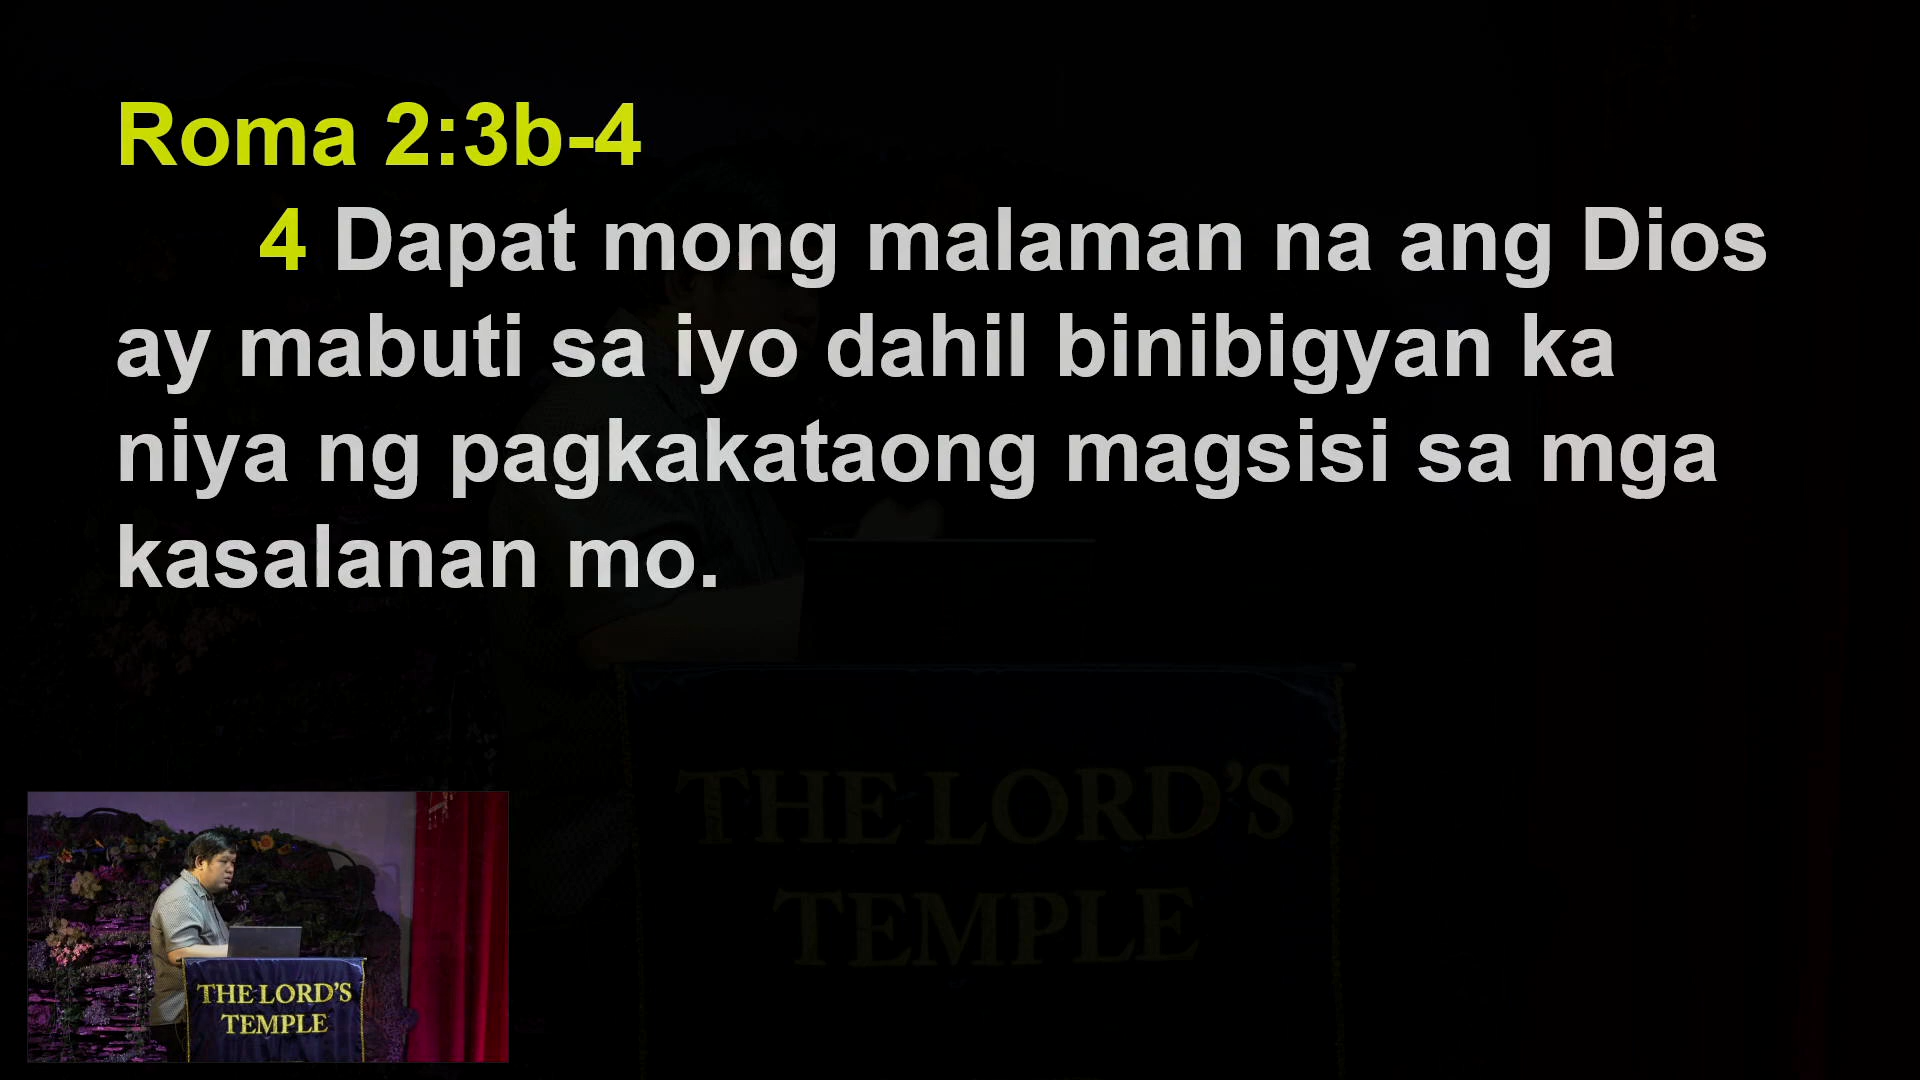 Roma 2:3b-4
4 Dapat mong malaman na ang Dios
ay mabuti sa iyo dahil binibigyan ka
niya ng pagkakataong magsisi sa mga
kasalanan mo.
THE LORD'S
TEMPLE
THE LORD'S
TEMPLE